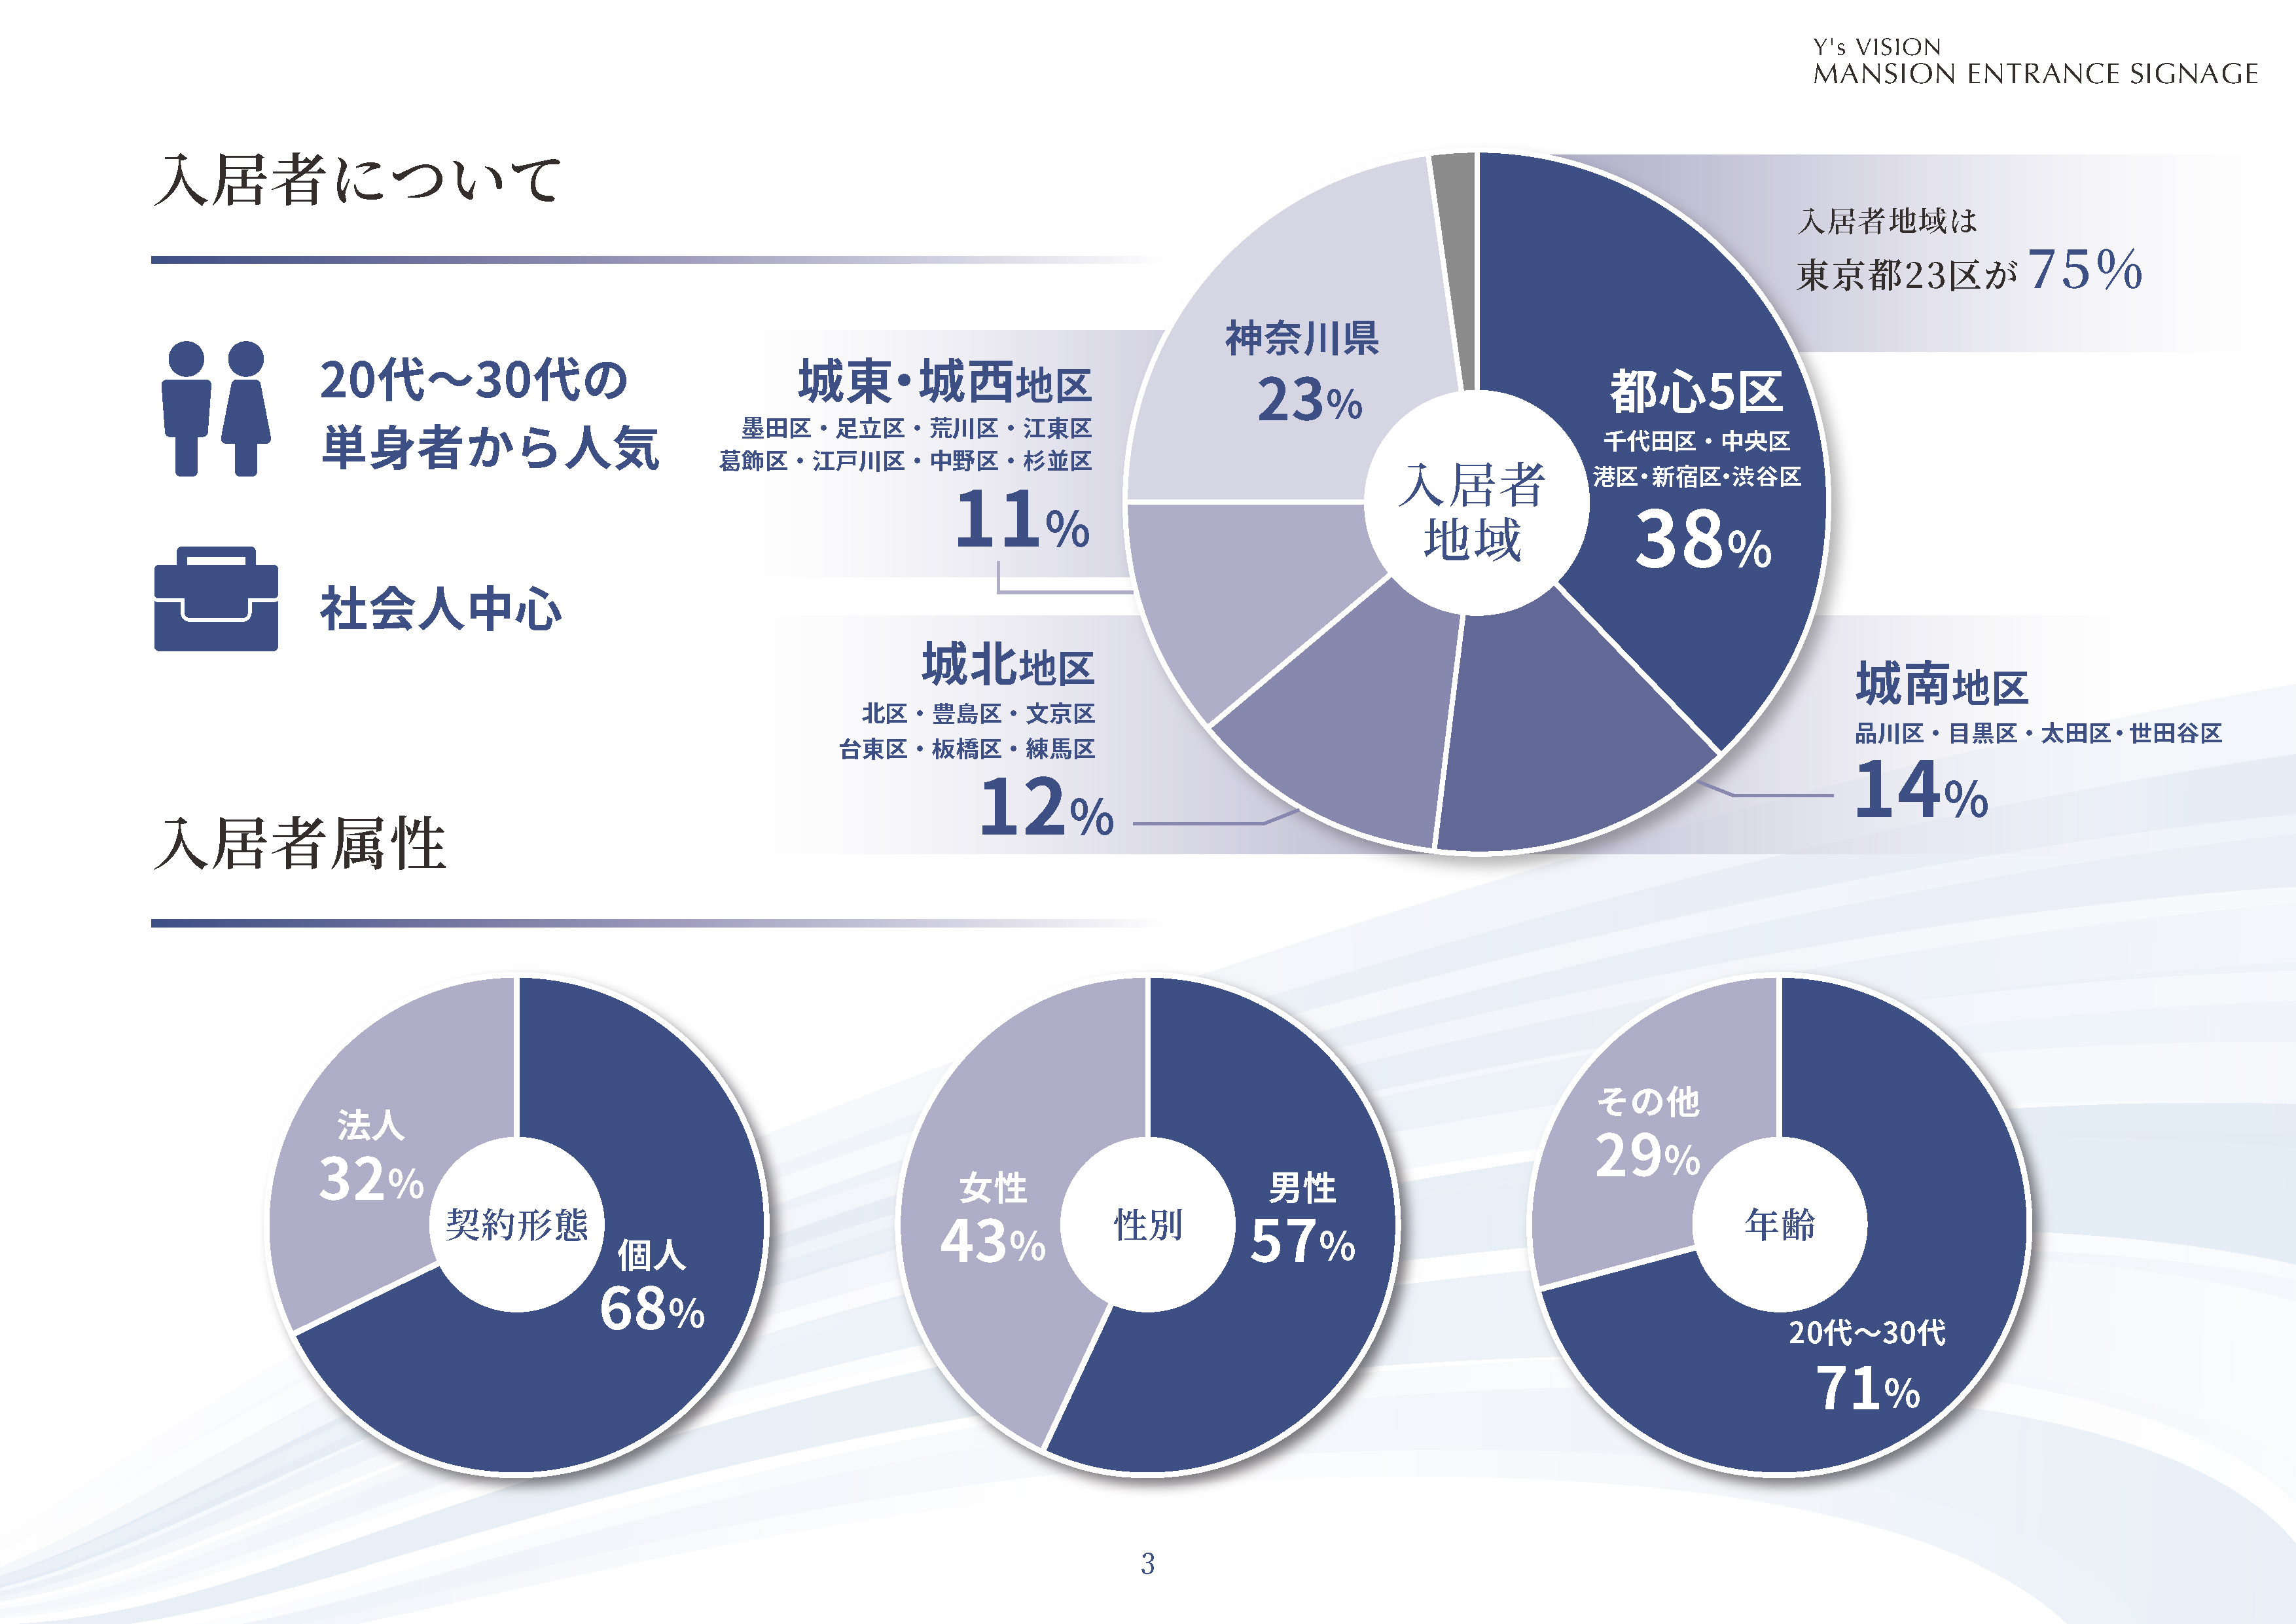 Y's VISION
MANSION ENTRANCE SIGNAGE
入居者について
20代～30代の
単身者から人気
社会人中心
入居者地域は
東京都23区が75%
入居者
地域
都心5区
千代田区・中央区
港区・新宿区・渋谷区
38%
神奈川県
23%
城東・城西地区
墨田区・足立区・荒川区・江東区
葛飾区・江戸川区・中野区・杉並区
11%
城北地区
北区・豊島区・文京区
台東区・板橋区・練馬区
12%
城南地区
品川区・目黒区・太田区・世田谷区
14%
入居者属性
法人
32%
契約形態
個人
68%
女性
43%
性別
男性
57%
その他
29%
年齢
20代～30代
71%
3